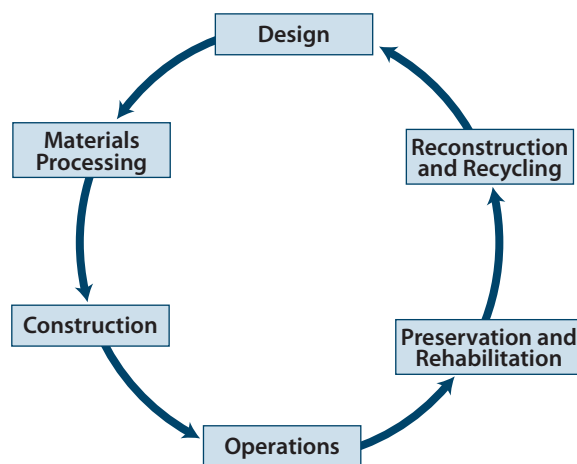 Design
Materials
Processing
Construction
Operations
Preservation and
Rehabilitation
Reconstruction
and Recycling